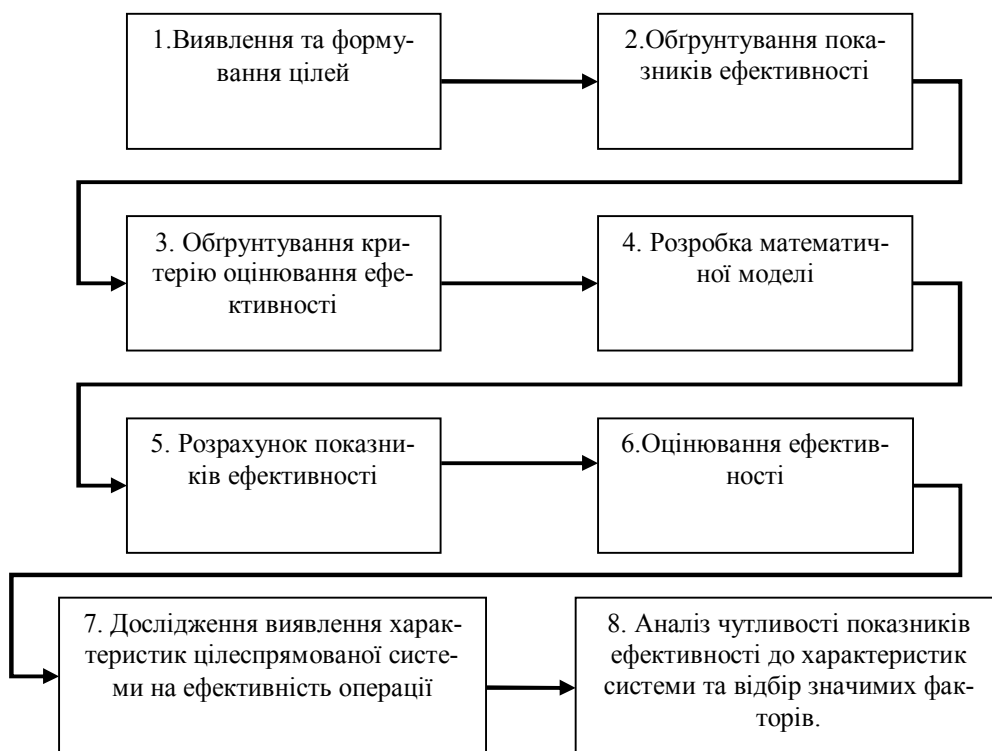 1.Виявлення та форму-
вання цілей
2.Обґрунтування пока-
зників ефективності
3. Обґрунтування кри-
терію оцінювання ефе-
ктивності
4. Розробка математич-
ної моделі
5. Розрахунок показни-
ків ефективності
6.Оцінювання ефектив-
ності
7. Дослідження виявлення харак-
теристик цілеспрямованої систе-
ми на ефективність операції
8. Аналіз чутливості показників
ефективності до характеристик
системи та відбір значимих фак-
торів.